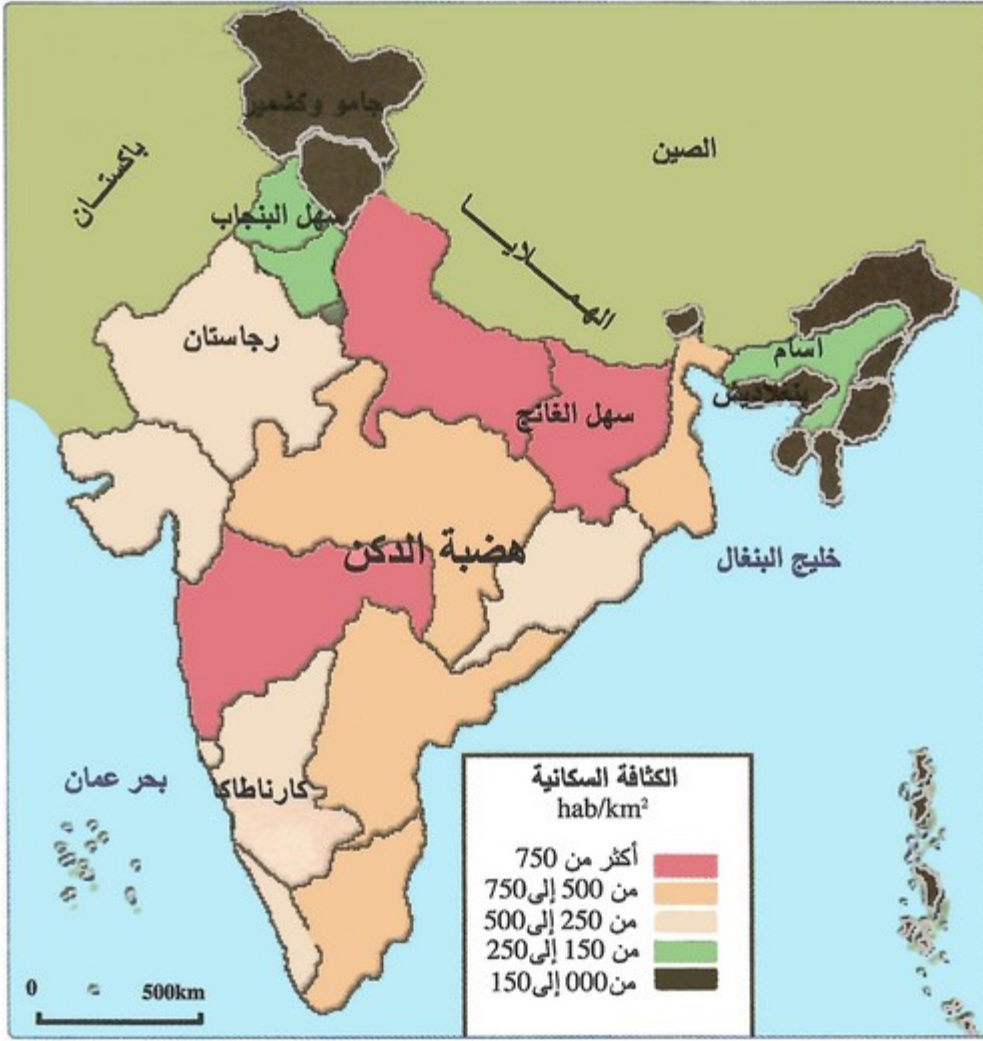 جامو وكشمير
الصين
باكستان
سهل البنجاب
الهملايا
رجاستان
اسام
بنغلاديش
سهل الغانج
هضبة الدكن
خليج البنغال
بحر عمان
كارناطاكا
الكثافة السكانية
hab/km²
أكثر من 750
من 500 إلى750
من 250 إلى500
من 150 إلى250
من000 إلى150
0 500km